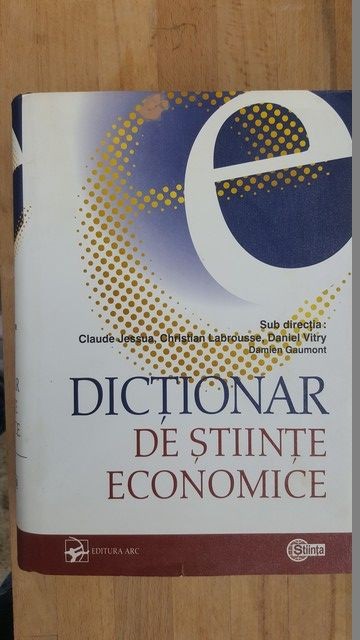 e
Sub direcția:
Claude Jessua, Christian Labrousse, Daniel Vitry
Damien Gaumont
DICȚIONAR
DE ȘTIINȚE
ECONOMICE
EDITURA ARC
Știința